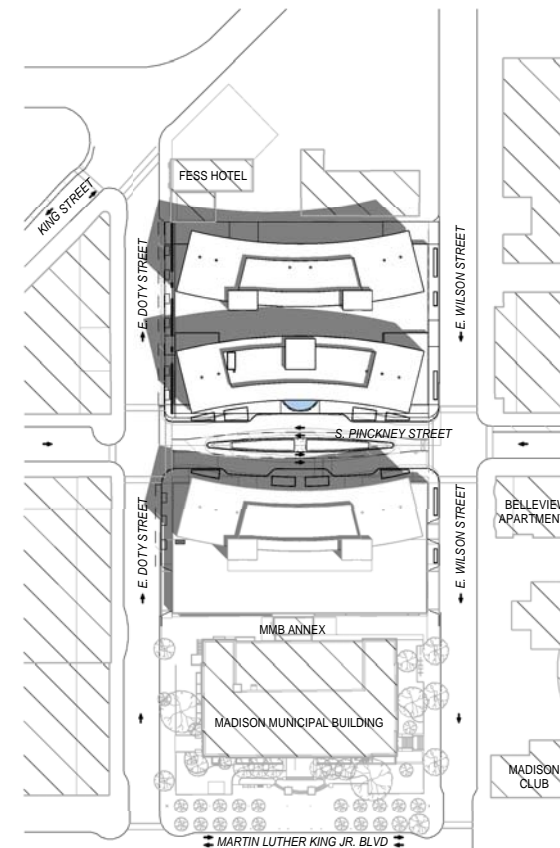 FESS HOTEL
KING STREET
E. DOTY STREET
E. WILSON STREET
S. PINCKNEY STREET
E. DOTY STREET
E. WILSON STREET
BELLEVIEW
APARTMENT
MMB ANNEX
MADISON MUNICIPAL BUILDING
MADISON
CLUB
MARTIN LUTHER KING JR. BLVD